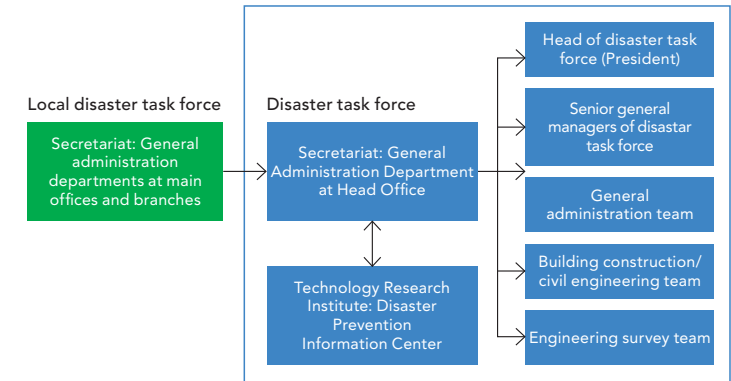 Local disaster task force
Secretariat: General
administration
departments at main
offices and branches
Disaster task force
Secretariat: General
Administration Department
at Head Office
Technology Research
Institute: Disaster
Prevention
Information Center
Head of disaster task
force (President)
Senior general
managers of disastar
task force
General
administration team
Building construction/
civil engineering team
Engineering survey team